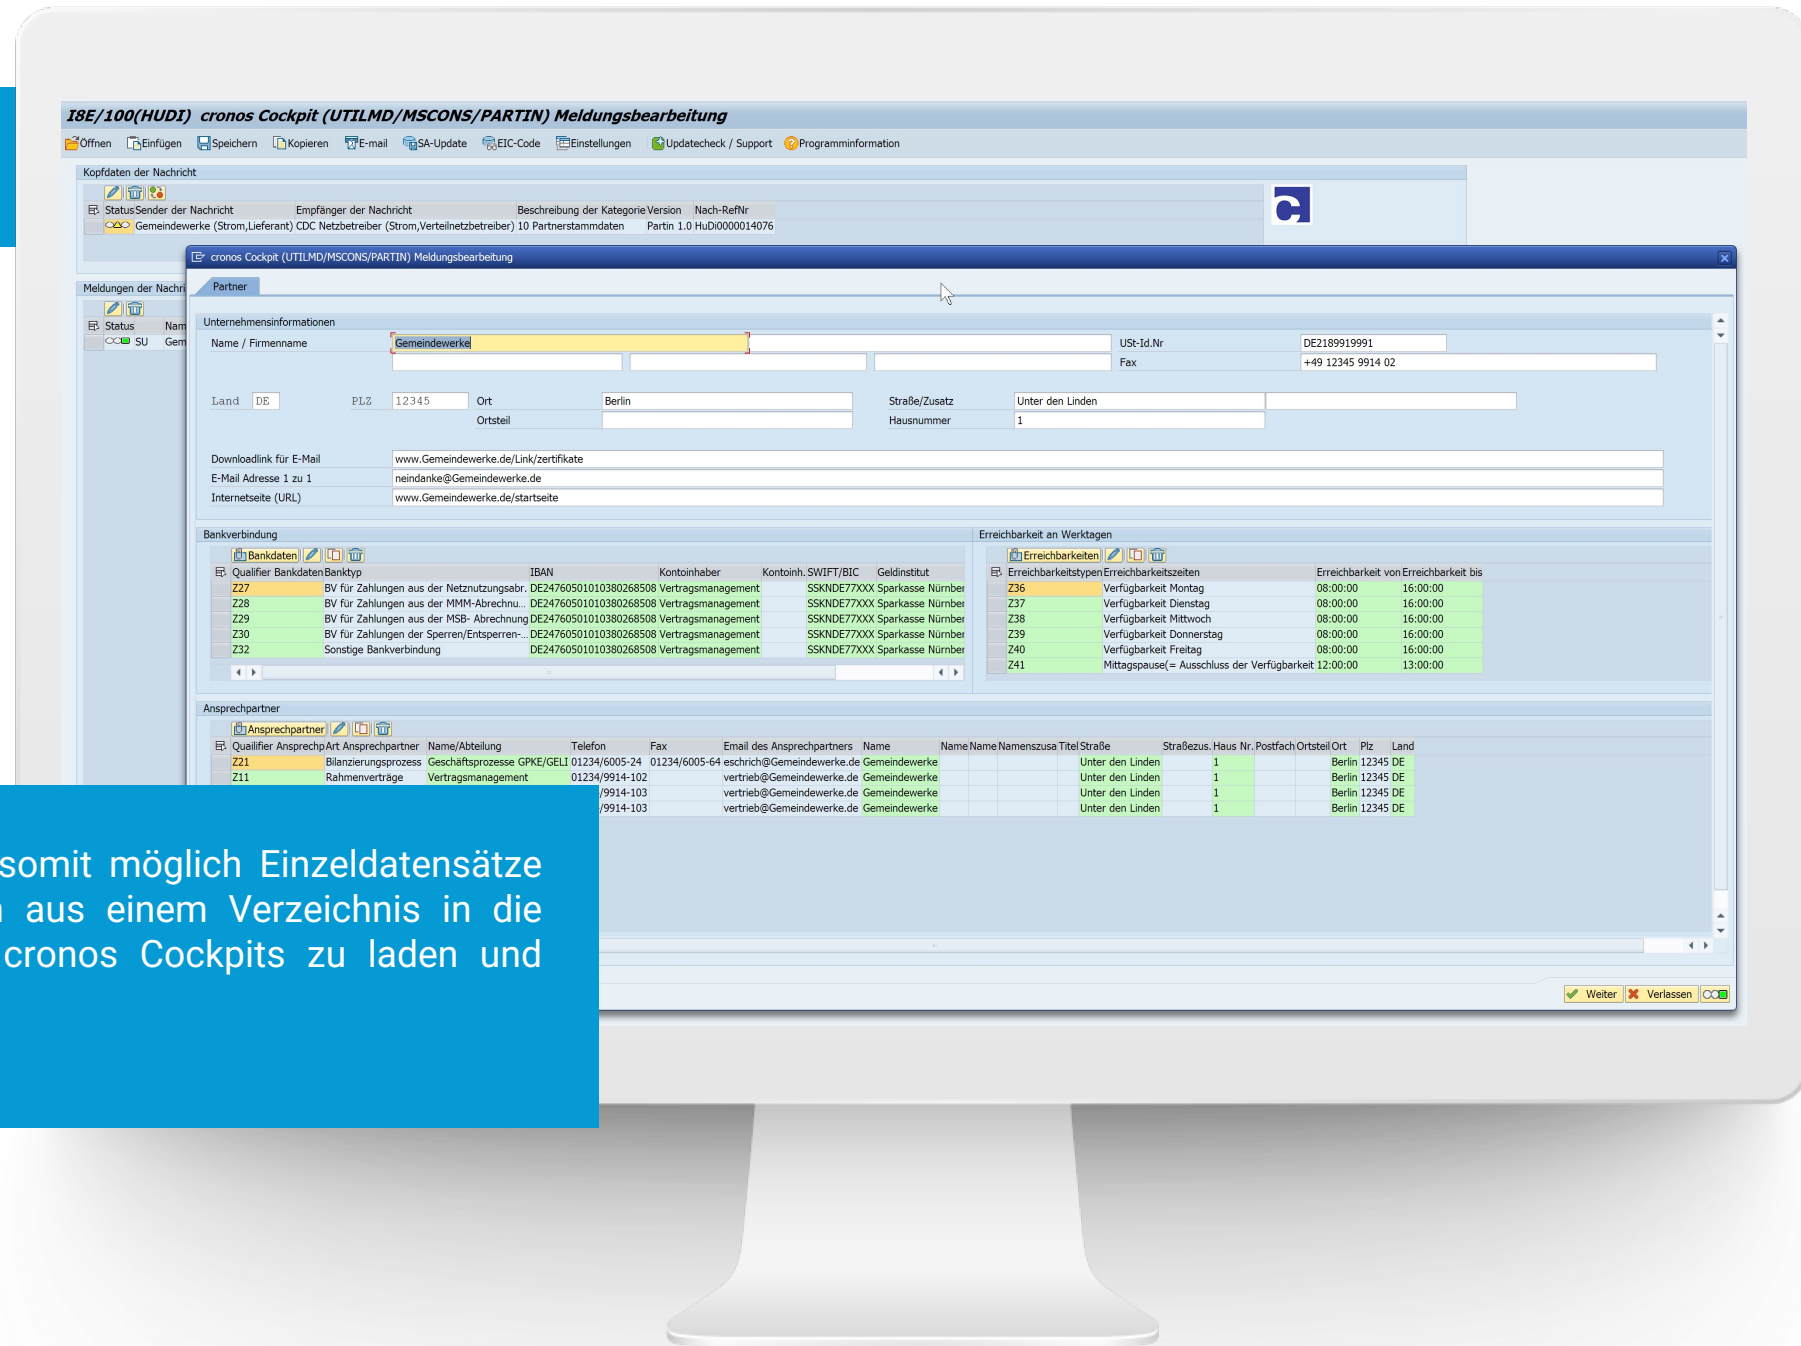 I8E/100(HUDI) cronos Cockpit (UTILMD/MSCONS/PARTIN) Meldungsbearbeitung
Öffnen Einfügen Speichern Kopieren E-mail SA-Update EIC-Code Einstellungen Updatecheck / Support Programminformation
Kopfdaten der Nachricht
Status Sender der Nachricht Empfänger der Nachricht Beschreibung der Kategorie Version Nach-RefNr
Gemeindewerke (Strom,Lieferant) CDC Netzbetreiber (Strom,Verteilnetzbetreiber) 10 Partnerstammdaten Partin 1.0 HuDi0000014076
c
Meldungen der Nachri
Status Nam
SU Gem
cronos Cockpit (UTILMD/MSCONS/PARTIN) Meldungsbearbeitung
Partner
Unternehmensinformationen
Name / Firmenname Gemeindewerke USt-Id.Nr DE2189919991
Fax +49 12345 9914 02
Land DE PLZ 12345 Ort Berlin Straße/Zusatz Unter den Linden
Ortsteil Hausnummer 1
Downloadlink für E-Mail www.Gemeindewerke.de/Link/zertifikate
E-Mail Adresse 1 zu 1 neindanke@Gemeindewerke.de
Internetseite (URL) www.Gemeindewerke.de/startseite
Bankverbindung
Bankdaten
Qualifier Bankdaten Banktyp IBAN Kontoinhaber Kontoinh. SWIFT/BIC Geldinstitut
Z27 BV für Zahlungen aus der Netznutzungsabr. DE24760501010380268508 Vertragsmanagement SSKNDE77XXX Sparkasse Nürnber
Z28 BV für Zahlungen aus der MMM-Abrechnu... DE24760501010380268508 Vertragsmanagement SSKNDE77XXX Sparkasse Nürnber
Z29 BV für Zahlungen aus der MSB- Abrechnung DE24760501010380268508 Vertragsmanagement SSKNDE77XXX Sparkasse Nürnber
Z30 BV für Zahlungen der Sperren/Entsperren-... DE24760501010380268508 Vertragsmanagement SSKNDE77XXX Sparkasse Nürnber
Z32 Sonstige Bankverbindung DE24760501010380268508 Vertragsmanagement SSKNDE77XXX Sparkasse Nürnber
Erreichbarkeit an Werktagen
Erreichbarkeiten
Erreichbarkeitstypen Erreichbarkeitszeiten Erreichbarkeit von Erreichbarkeit bis
Z36 Verfügbarkeit Montag 08:00:00 16:00:00
Z37 Verfügbarkeit Dienstag 08:00:00 16:00:00
Z38 Verfügbarkeit Mittwoch 08:00:00 16:00:00
Z39 Verfügbarkeit Donnerstag 08:00:00 16:00:00
Z40 Verfügbarkeit Freitag 08:00:00 16:00:00
Z41 Mittagspause(= Ausschluss der Verfügbarkeit 12:00:00 13:00:00
Ansprechpartner
Ansprechpartner
Quailifier Ansprechp Art Ansprechpartner Name/Abteilung Telefon Fax Email des Ansprechpartners Name Name Name Namenszusa Titel Straße Straßezus. Haus Nr. Postfach Ortsteil Ort Plz Land
Z21 Bilanzierungsprozess Geschäftsprozesse GPKE/GELI 01234/6005-24 01234/6005-64 eschrich@Gemeindewerke.de Gemeindewerke Unter den Linden 1 Berlin 12345 DE
Z11 Rahmenverträge Vertragsmanagement 01234/9914-102 vertrieb@Gemeindewerke.de Gemeindewerke Unter den Linden 1 Berlin 12345 DE
/9914-103 vertrieb@Gemeindewerke.de Gemeindewerke Unter den Linden 1 Berlin 12345 DE
/9914-103 vertrieb@Gemeindewerke.de Gemeindewerke Unter den Linden 1 Berlin 12345 DE
Weiter Verlassen
somit möglich Einzeldatensätze
aus einem Verzeichnis in die
cronos Cockpits zu laden und